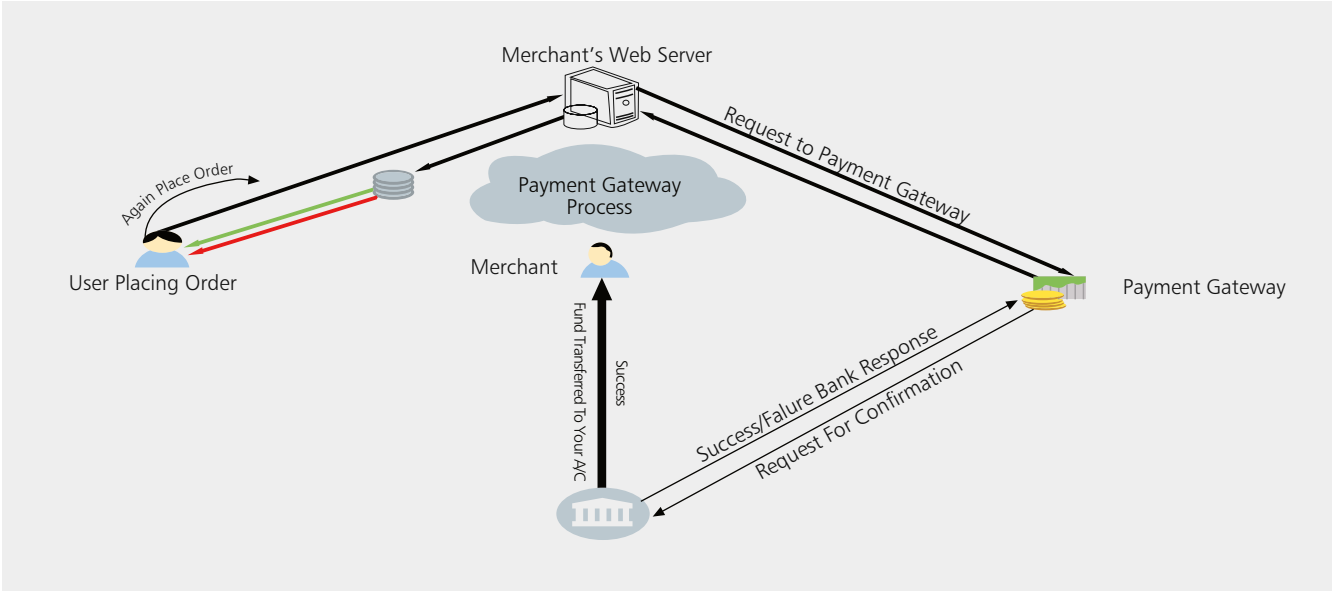 Merchant's Web Server
Request to Payment Gateway
Again Place Order
Payment Gateway
Process
User Placing Order
Merchant
Payment Gateway
Fund Transferred To Your A/C
Success
Success/Falure Bank Response
Request For Confirmation